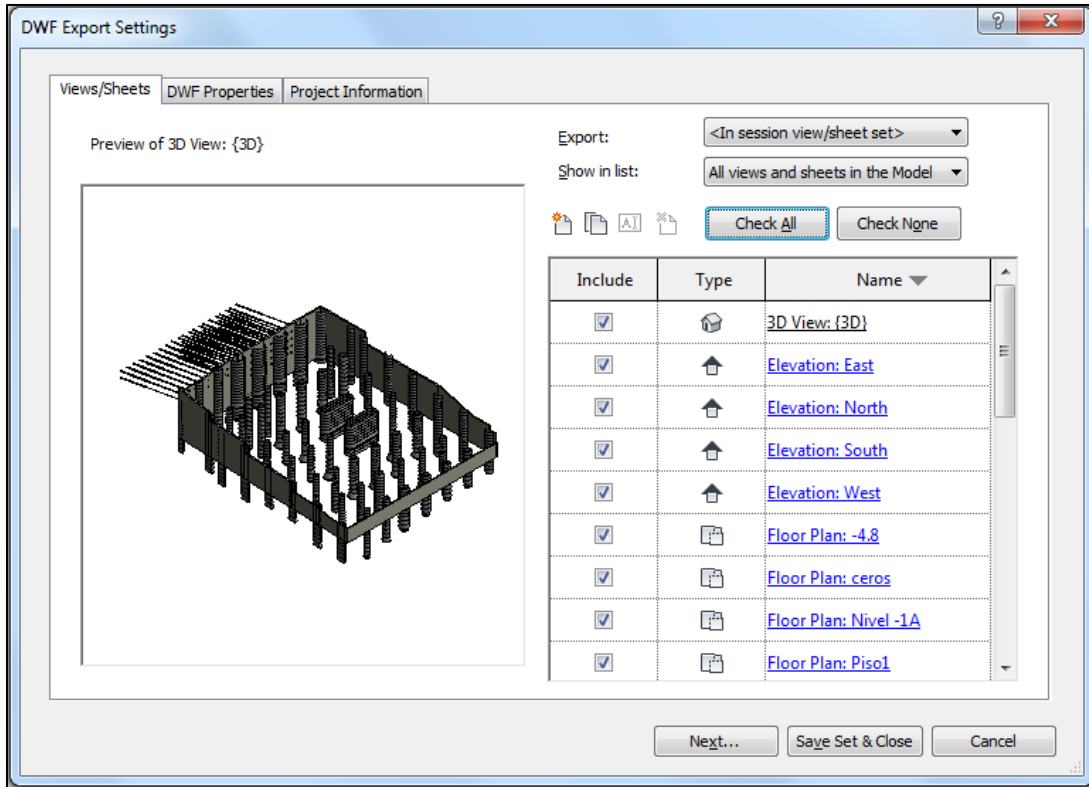 DWF Export Settings
Views/Sheets DWF Properties Project Information
Preview of 3D View: {3D}
Export: <In session view/sheet set>
Show in list: All views and sheets in the Model
Check All Check None
Include Type Name
3D View: {3D}
Elevation: East
Elevation: North
Elevation: South
Elevation: West
Floor Plan: -4.8
Floor Plan: ceros
Floor Plan: Nivel -1A
Floor Plan: Piso1
Next... Save Set & Close Cancel